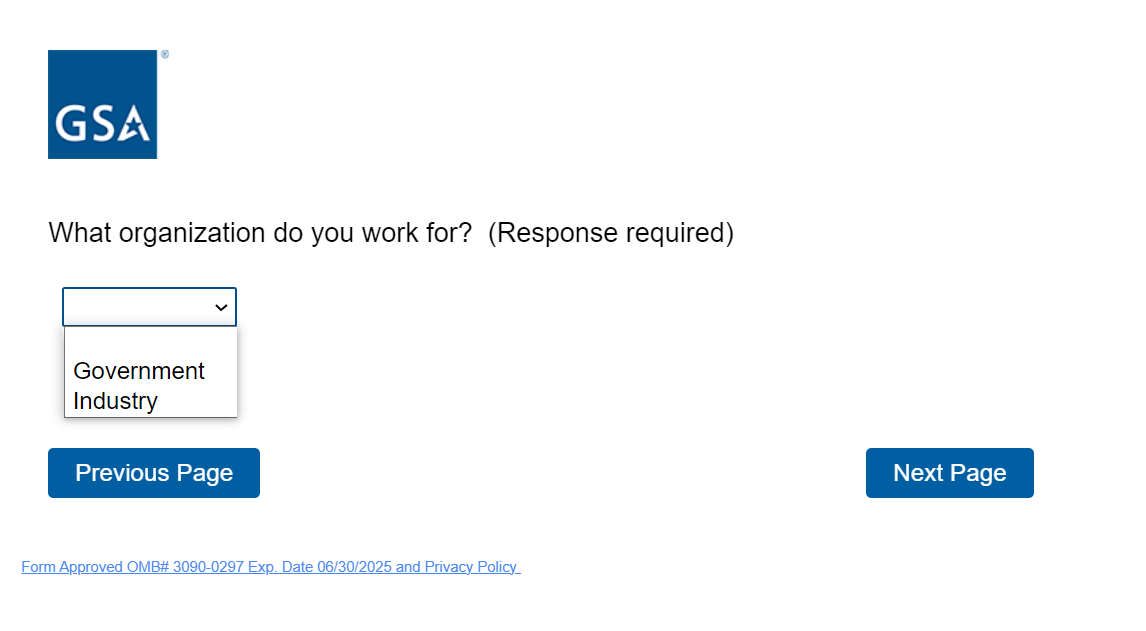 ®
GSA
What organization do you work for?  (Response required)
Government
Industry
Previous Page
Next Page
Form Approved OMB# 3090-0297 Exp. Date 06/30/2025 and Privacy Policy